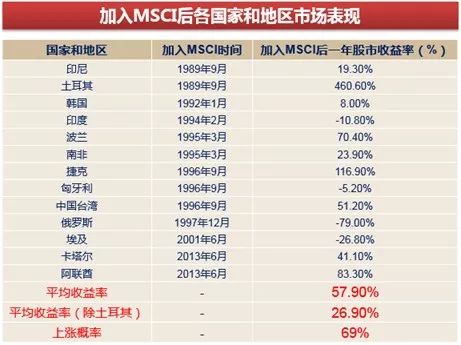 加入MSCI后各国家和地区市场表现
国家和地区 加入MSCI时间 加入MSCI后一年股市收益率（%）
印尼 1989年9月 19.30%
土耳其 1989年9月 460.60%
韩国 1992年1月 8.00%
印度 1994年2月 -10.80%
波兰 1995年3月 70.40%
南非 1995年3月 23.90%
捷克 1996年9月 116.90%
匈牙利 1996年9月 -5.20%
中国台湾 1996年9月 51.20%
俄罗斯 1997年12月 -79.00%
埃及 2001年6月 -26.80%
卡塔尔 2013年6月 41.10%
阿联酋 2013年6月 83.30%
平均收益率 - 57.90%
平均收益率（除土耳其） - 26.90%
上涨概率 - 69%